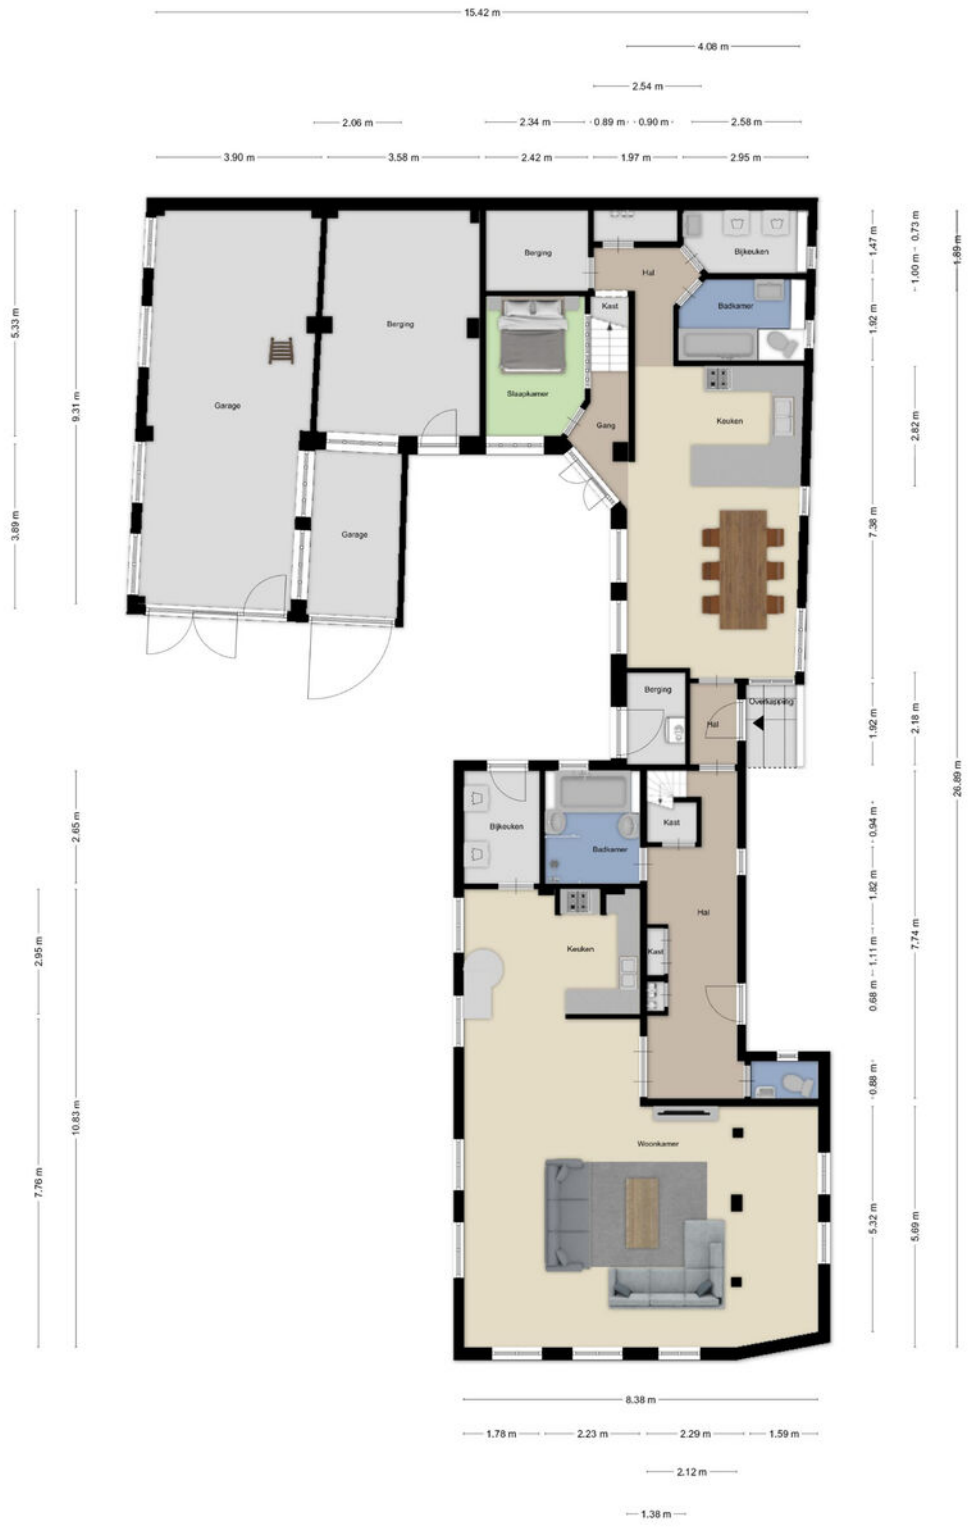 15.42 m
4.08 m
2.54 m
2.06 m
2.34 m
0.89 m
0.90 m
2.58 m
3.90 m
3.58 m
2.42 m
1.97 m
2.95 m
5.33 m
9.31 m
3.89 m
1.47 m
1.00 m
0.73 m
1.89 m
1.92 m
2.82 m
7.38 m
Berging
Hal
Bijkeuken
Badkamer
Kast
Berging
Slaapkamer
Garage
Keuken
Gang
Garage
Berging
Overkapping
Hal
1.92 m
2.18 m
26.89 m
2.65 m
Bijkeuken
Kast
Badkamer
0.94 m
1.82 m
1.11 m
0.68 m
7.74 m
0.88 m
Hal
Keuken
Kast
2.95 m
10.83 m
7.76 m
Woonkamer
5.32 m
5.69 m
8.38 m
1.78 m
2.23 m
2.29 m
1.59 m
2.12 m
1.38 m